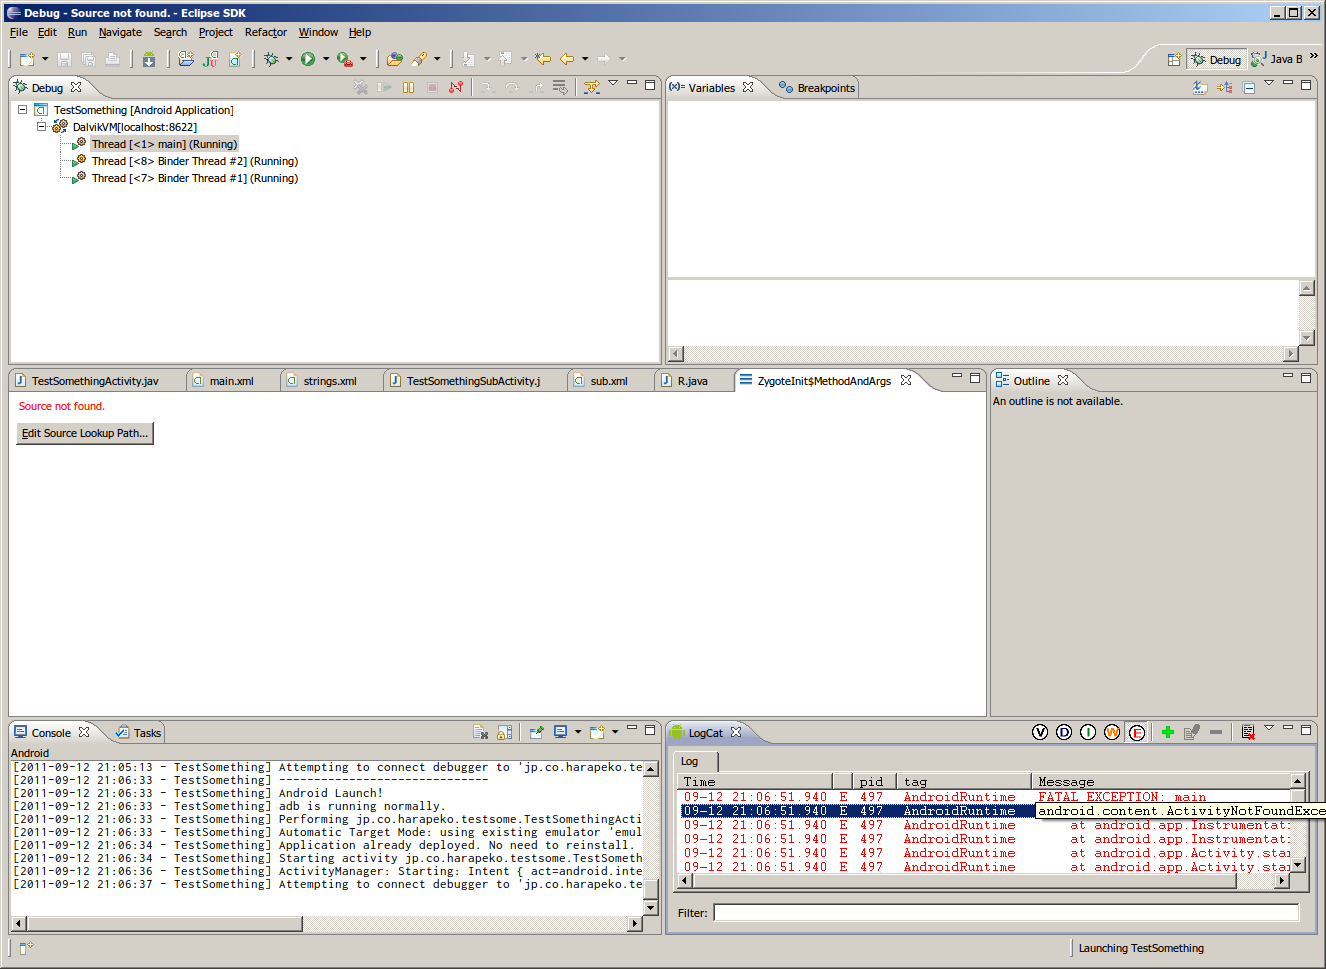 Debug - Source not found. - Eclipse SDK
File Edit Run Navigate Search Project Refactor Window Help
Debug Java B
Debug
TestSomething [Android Application]
DalvikVM[localhost:8622]
Thread [<1> main] (Running)
Thread [<8> Binder Thread #2] (Running)
Thread [<7> Binder Thread #1] (Running)
(x)= Variables Breakpoints
TestSomethingActivity.jav main.xml strings.xml TestSomethingSubActivity.j sub.xml R.java ZygoteInit$MethodAndArgs
Source not found.
Edit Source Lookup Path...
Outline
An outline is not available.
Console Tasks
Android
[2011-09-12 21:05:13 - TestSomething] Attempting to connect debugger to 'jp.co.harapeko.te
[2011-09-12 21:06:33 - TestSomething] ------------------------------
[2011-09-12 21:06:33 - TestSomething] Android Launch!
[2011-09-12 21:06:33 - TestSomething] adb is running normally.
[2011-09-12 21:06:33 - TestSomething] Performing jp.co.harapeko.testsome.TestSomethingActi
[2011-09-12 21:06:33 - TestSomething] Automatic Target Mode: using existing emulator 'emul
[2011-09-12 21:06:34 - TestSomething] Application already deployed. No need to reinstall.
[2011-09-12 21:06:34 - TestSomething] Starting activity jp.co.harapeko.testsome.TestSometh
[2011-09-12 21:06:36 - TestSomething] ActivityManager: Starting: Intent { act=android.inte
[2011-09-12 21:06:37 - TestSomething] Attempting to connect debugger to 'jp.co.harapeko.te
LogCat
V D I W E
Log
Time pid tag Message
09-12 21:06:51.940 E 497 AndroidRuntime FATAL EXCEPTION: main
09-12 21:06:51.940 E 497 AndroidRuntime android.content.ActivityNotFoundExce
09-12 21:06:51.940 E 497 AndroidRuntime at android.app.Instrumentati
09-12 21:06:51.940 E 497 AndroidRuntime at android.app.Instrumentati
09-12 21:06:51.940 E 497 AndroidRuntime at android.app.Activity.star
09-12 21:06:51.940 E 497 AndroidRuntime at android.app.Activity.star
Filter:
Launching TestSomething